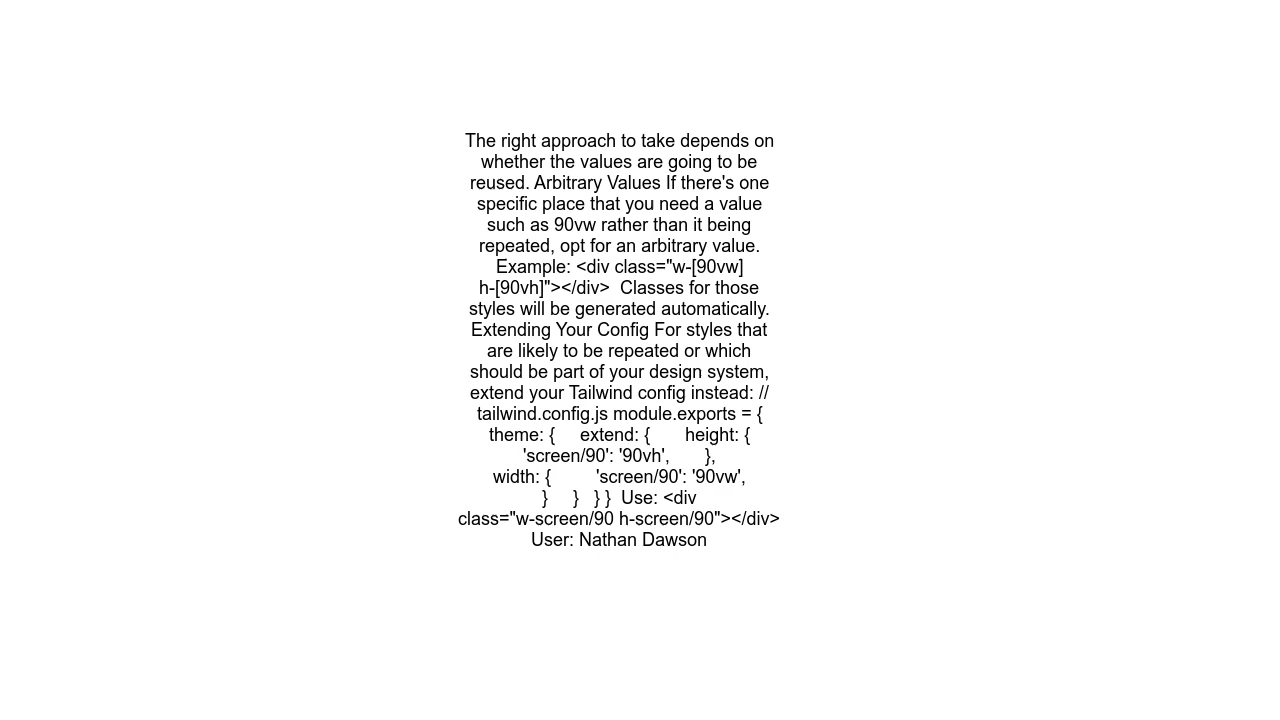 The right approach to take depends on
whether the values are going to be
reused. Arbitrary Values If there's one
specific place that you need a value
such as 90vw rather than it being
repeated, opt for an arbitrary value.
Example: <div class="w-[90vw]
h-[90vh]"></div>  Classes for those
styles will be generated automatically.
Extending Your Config For styles that
are likely to be repeated or which
should be part of your design system,
extend your Tailwind config instead: //
tailwind.config.js module.exports = {
theme: {     extend: {       height: {
'screen/90': '90vh',       },
width: {         'screen/90': '90vw',
}     }   } }  Use: <div
class="w-screen/90 h-screen/90"></div>
User: Nathan Dawson